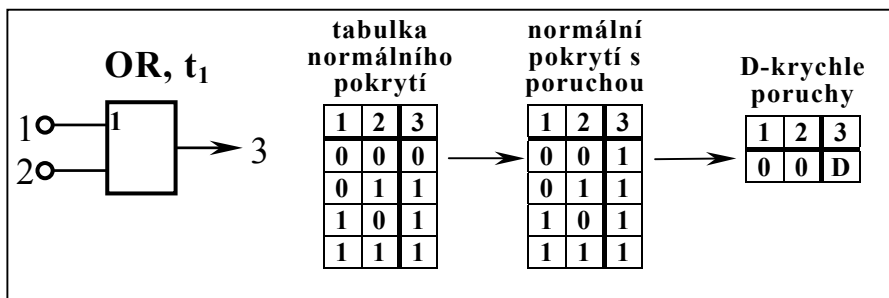 OR, t1
1
1
2
3
tabulka
normálního
pokrytí
1 2 3
0 0 0
0 1 1
1 0 1
1 1 1
normální
pokrytí s
poruchou
1 2 3
0 0 1
0 1 1
1 0 1
1 1 1
D-krychle
poruchy
1 2 3
0 0 D